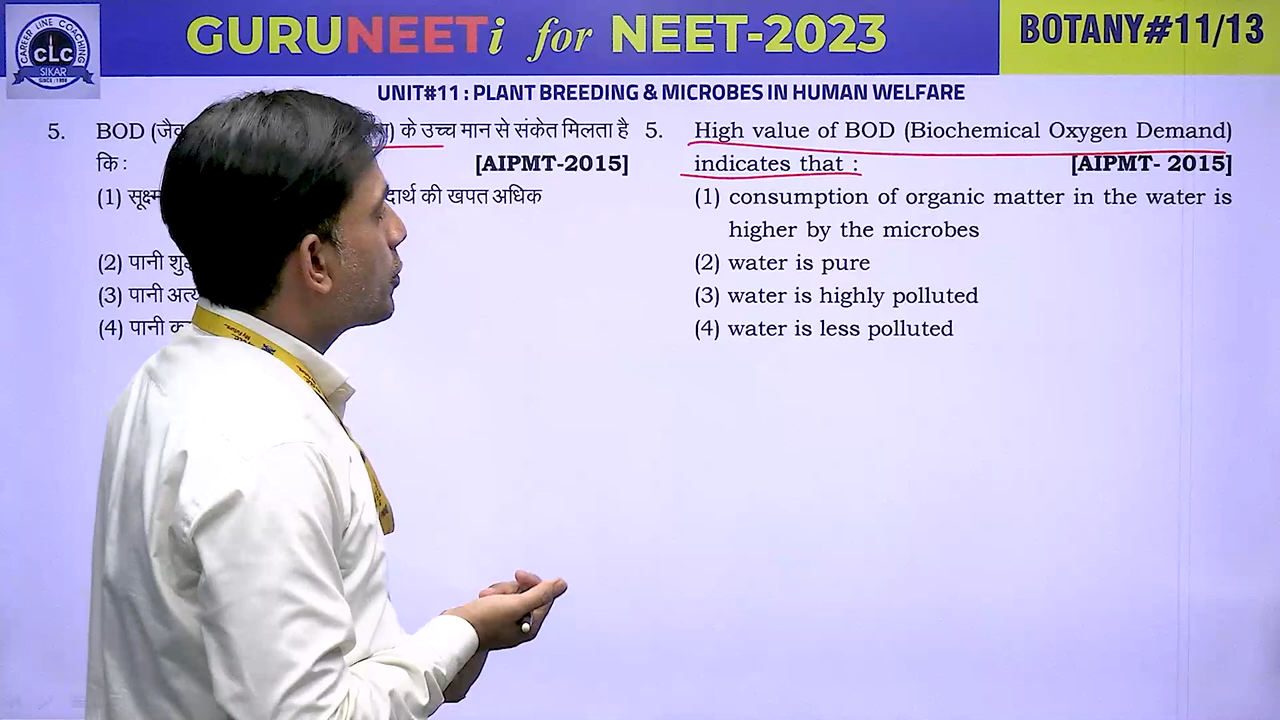 CAREER LINE COACHING
CLC
SIKAR
SINCE : 1996
GURUNEETi for NEET-2023
BOTANY#11/13
UNIT#11 : PLANT BREEDING & MICROBES IN HUMAN WELFARE
5. BOD के उच्च मान से संकेत मिलता है
कि : [AIPMT-2015]
(1) की खपत अधिक
(2) पानी
(3) पानी
(4) पानी
5. High value of BOD (Biochemical Oxygen Demand)
indicates that : [AIPMT- 2015]
(1) consumption of organic matter in the water is
higher by the microbes
(2) water is pure
(3) water is highly polluted
(4) water is less polluted